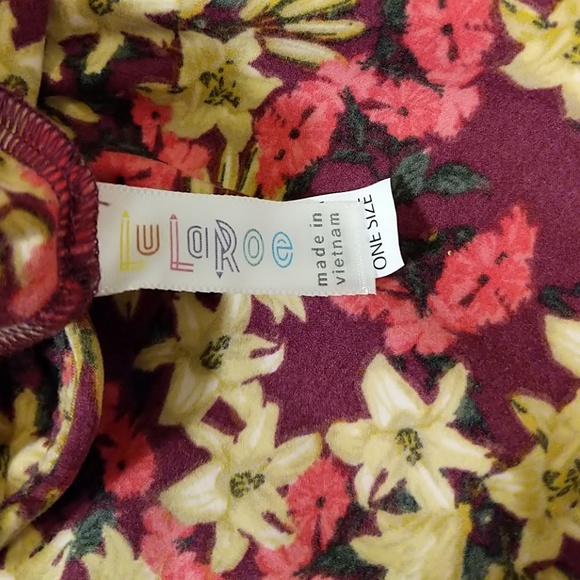 LuLaRoe
made in
vietnam
ONE SIZE